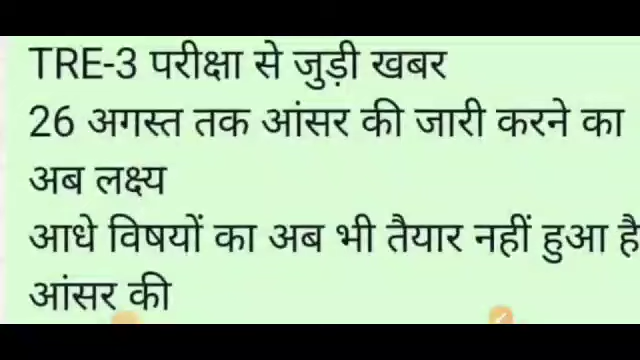 TRE-3 परीक्षा से जुड़ी खबर
26 अगस्त तक आंसर की जारी करने का
अब लक्ष्य
आधे विषयों का अब भी तैयार नहीं हुआ है
आंसर की